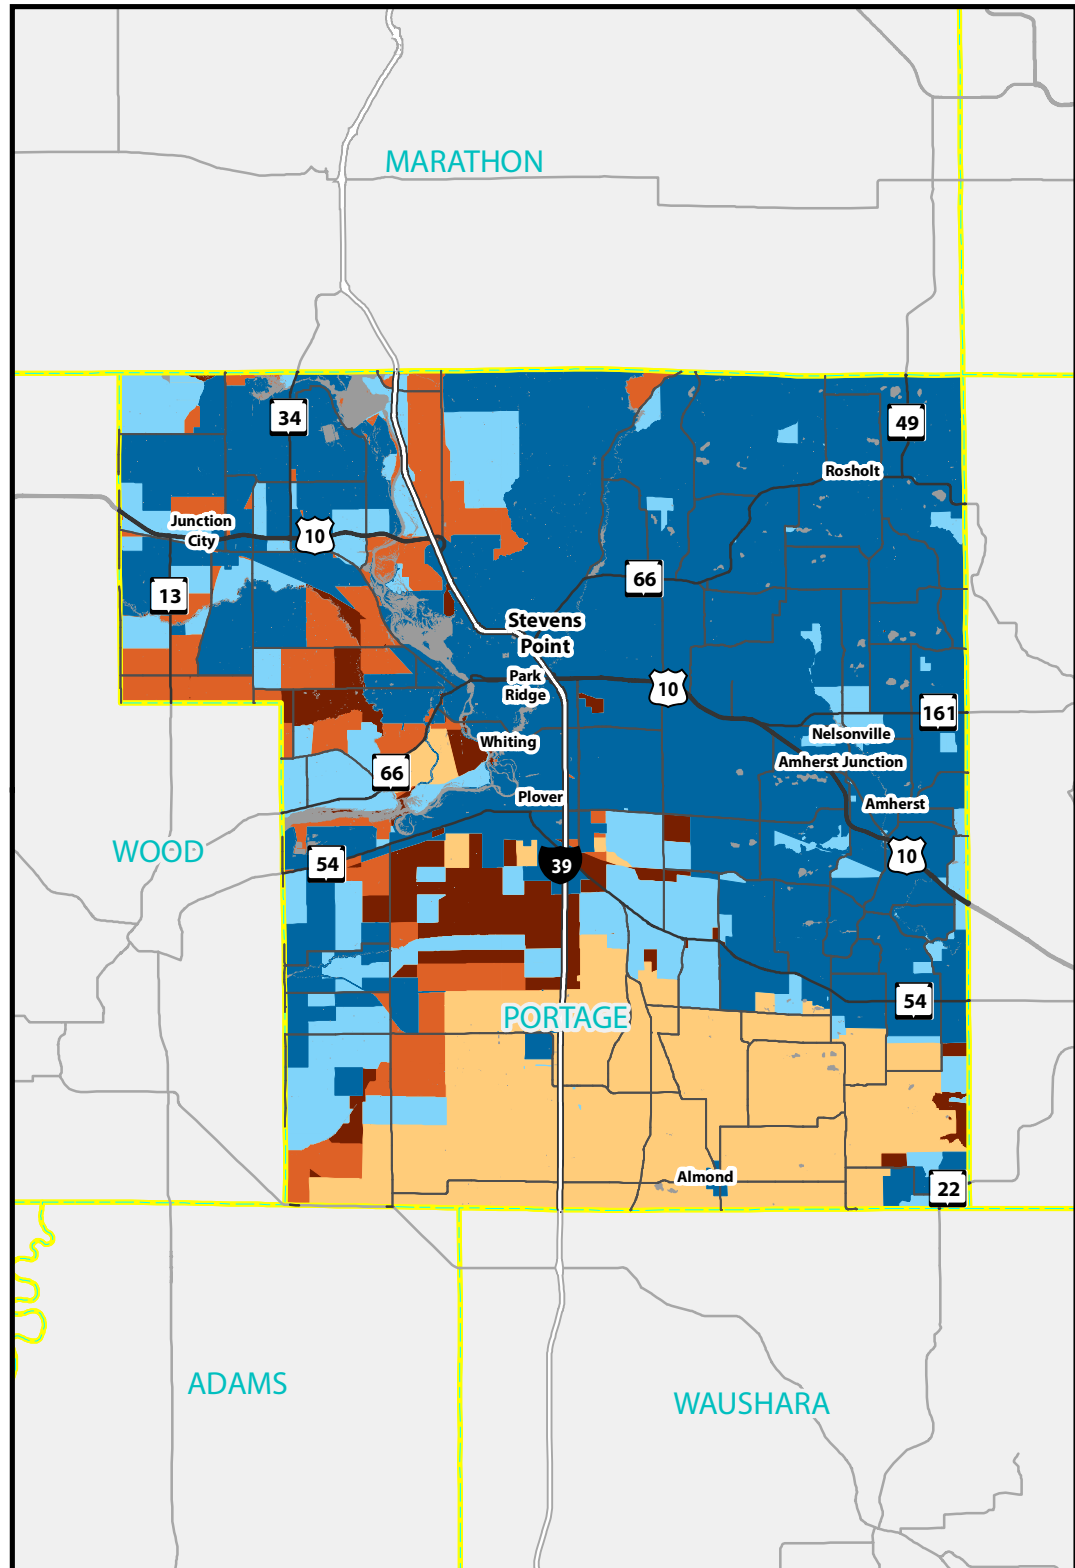 MARATHON
34
49
Rosholt
Junction
City
10
66
13
Stevens
Point
Park
Ridge
10
161
Nelsonville
Whiting
Amherst Junction
66
Plover
Amherst
WOOD
54
39
10
54
PORTAGE
Almond
22
ADAMS
WAUSHARA